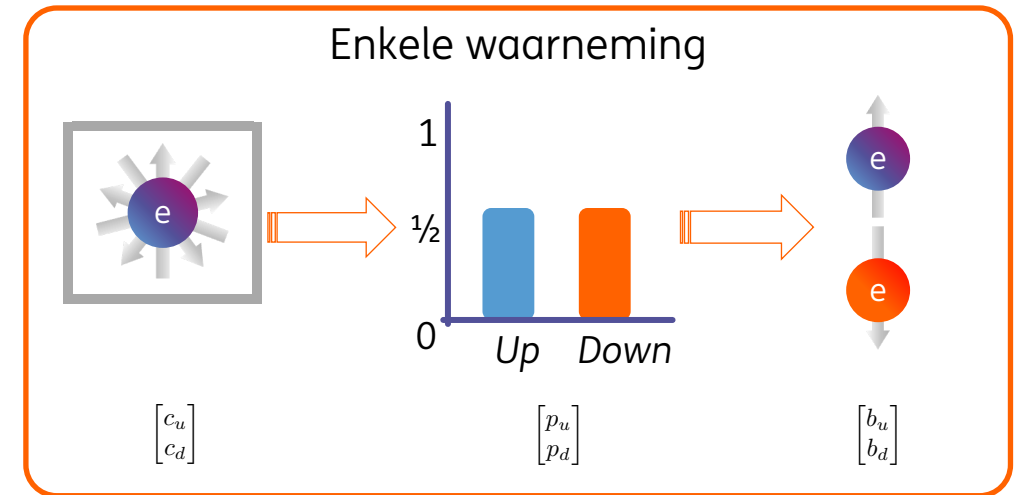 Enkele waarneming
e
1
½
0
Up Down
e
e
[c_u
c_d]
[p_u
p_d]
[b_u
b_d]